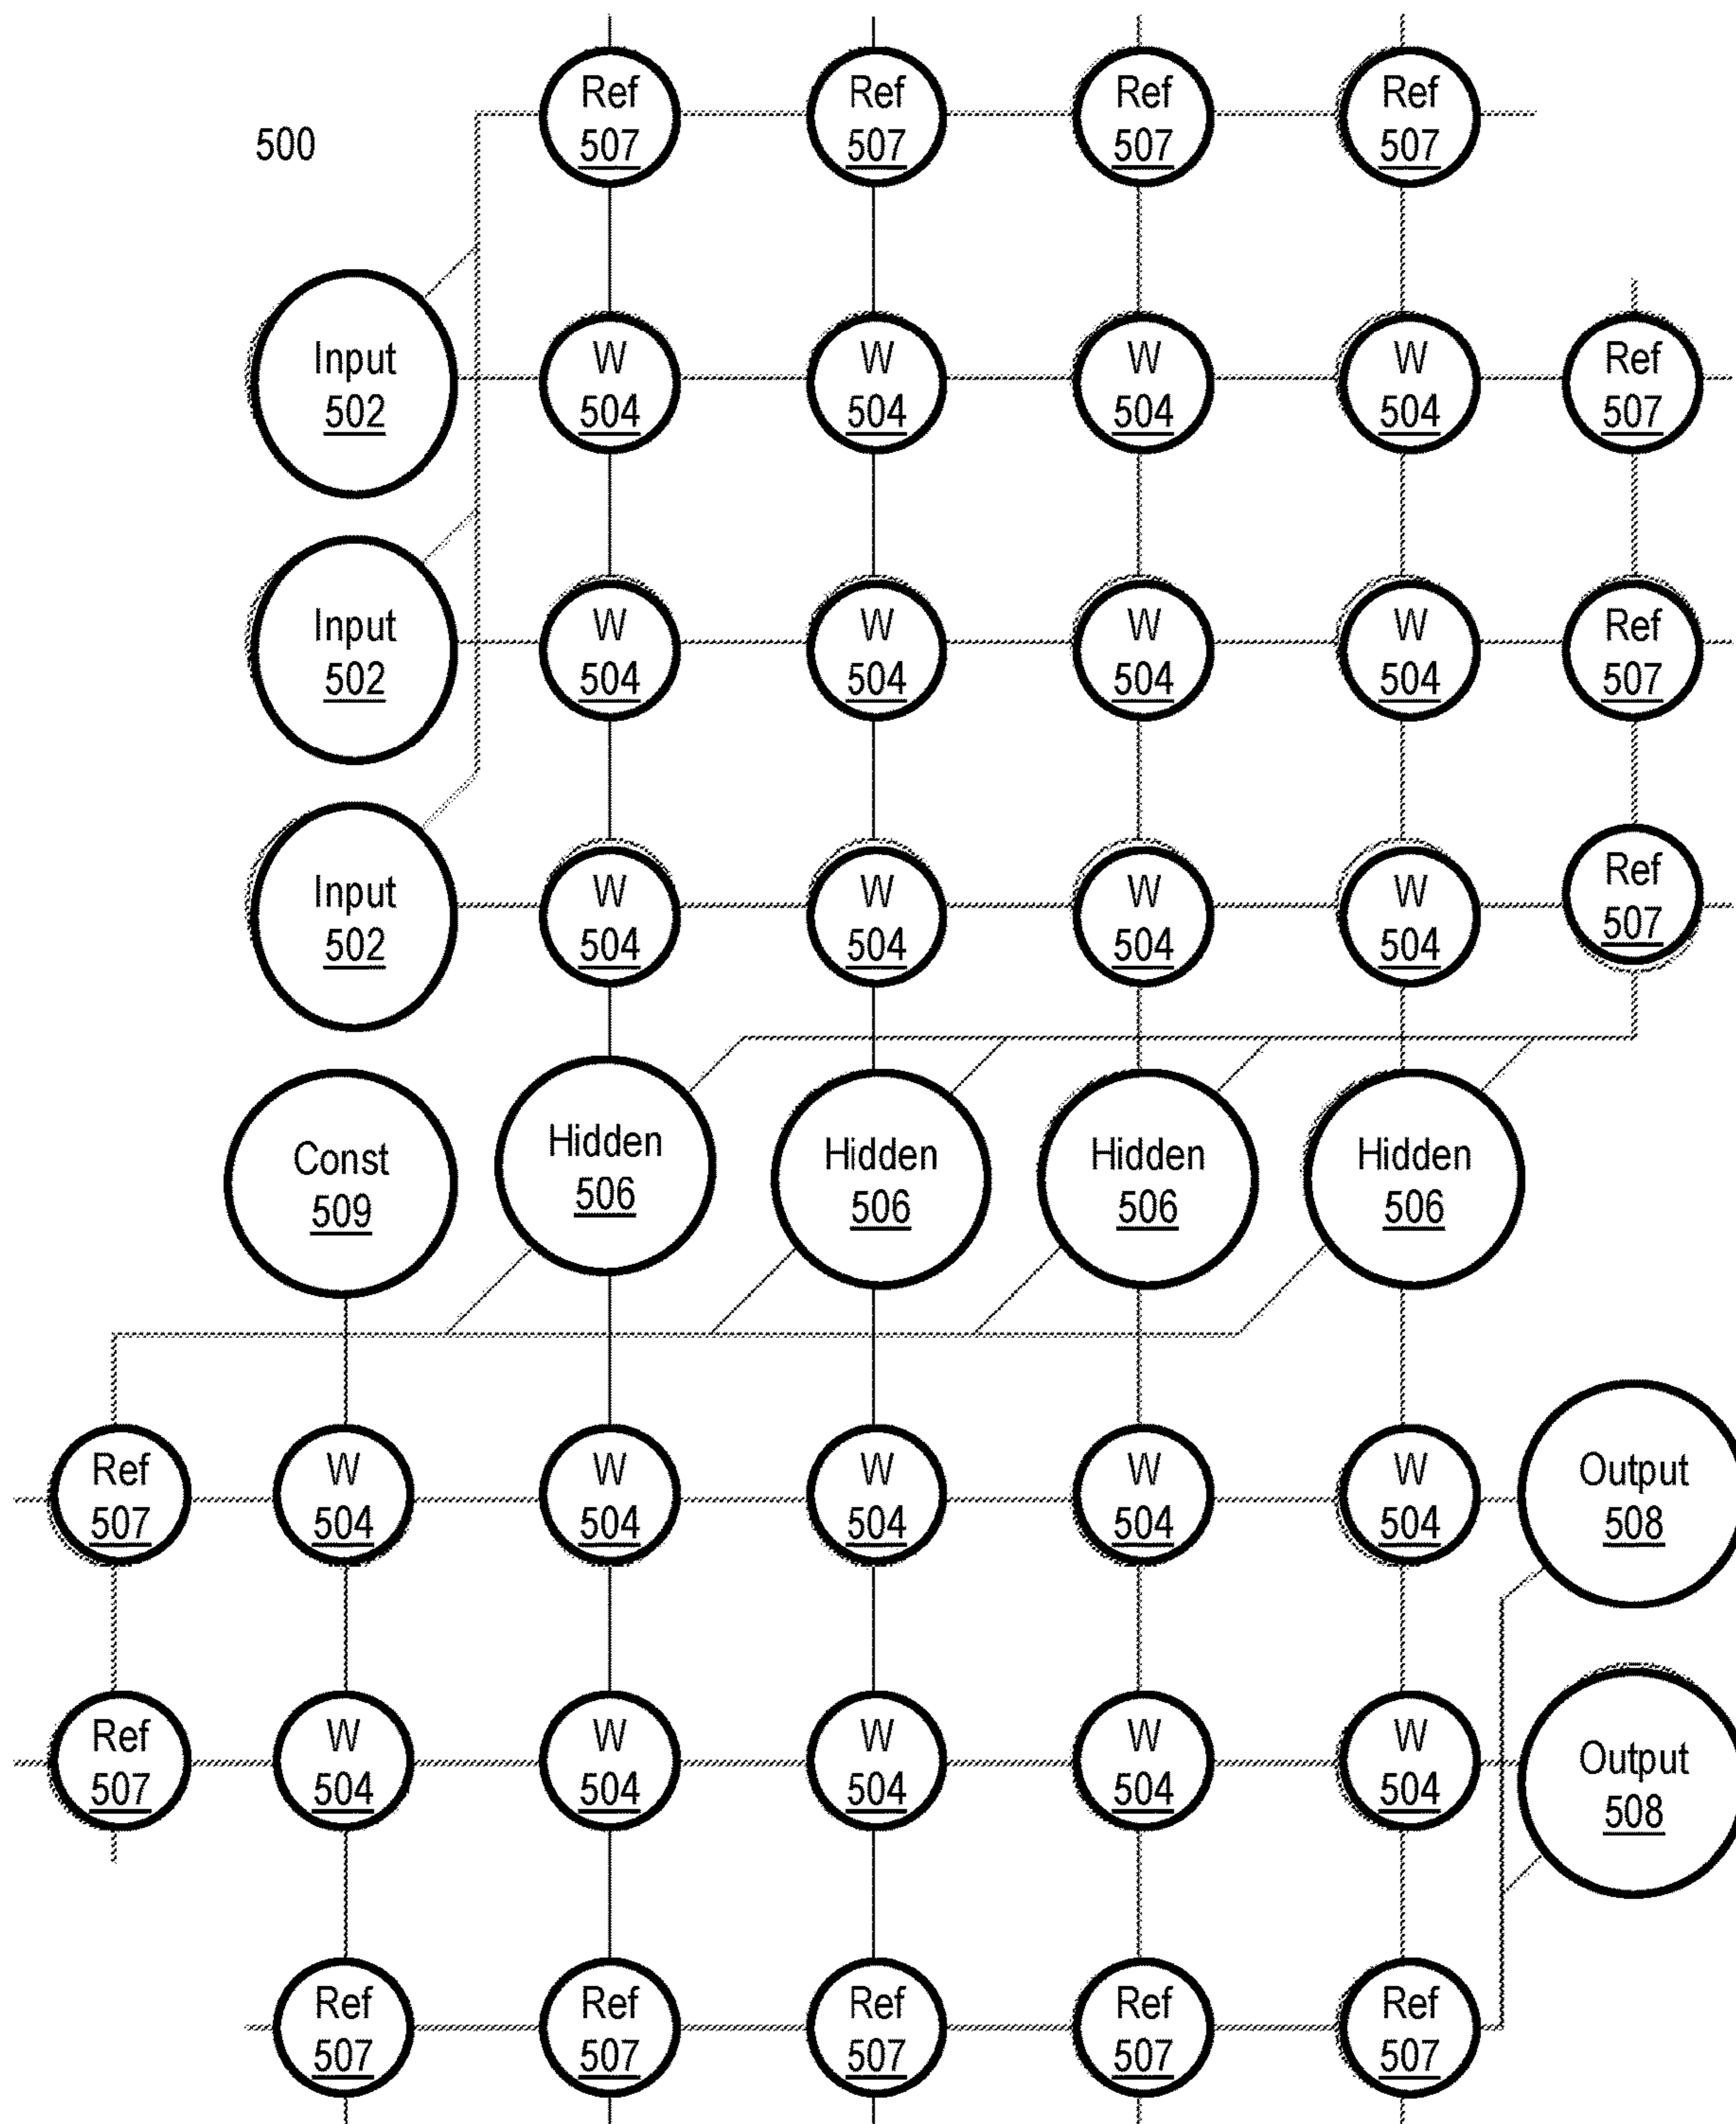 Ref Ref Ref Ref
500 507 507 507 507
Input W W W W Ref
502 504 504 504 504 507
Input W W W W Ref
502 504 504 504 504 507
Input W W W W Ref
502 504 504 504 504 507
Const Hidden Hidden Hidden Hidden
509 506 506 506 506
Ref W W W W W Output
507 504 504 504 504 504 508
Ref W W W W W Output
507 504 504 504 504 504 508
Ref Ref Ref Ref Ref
507 507 507 507 507